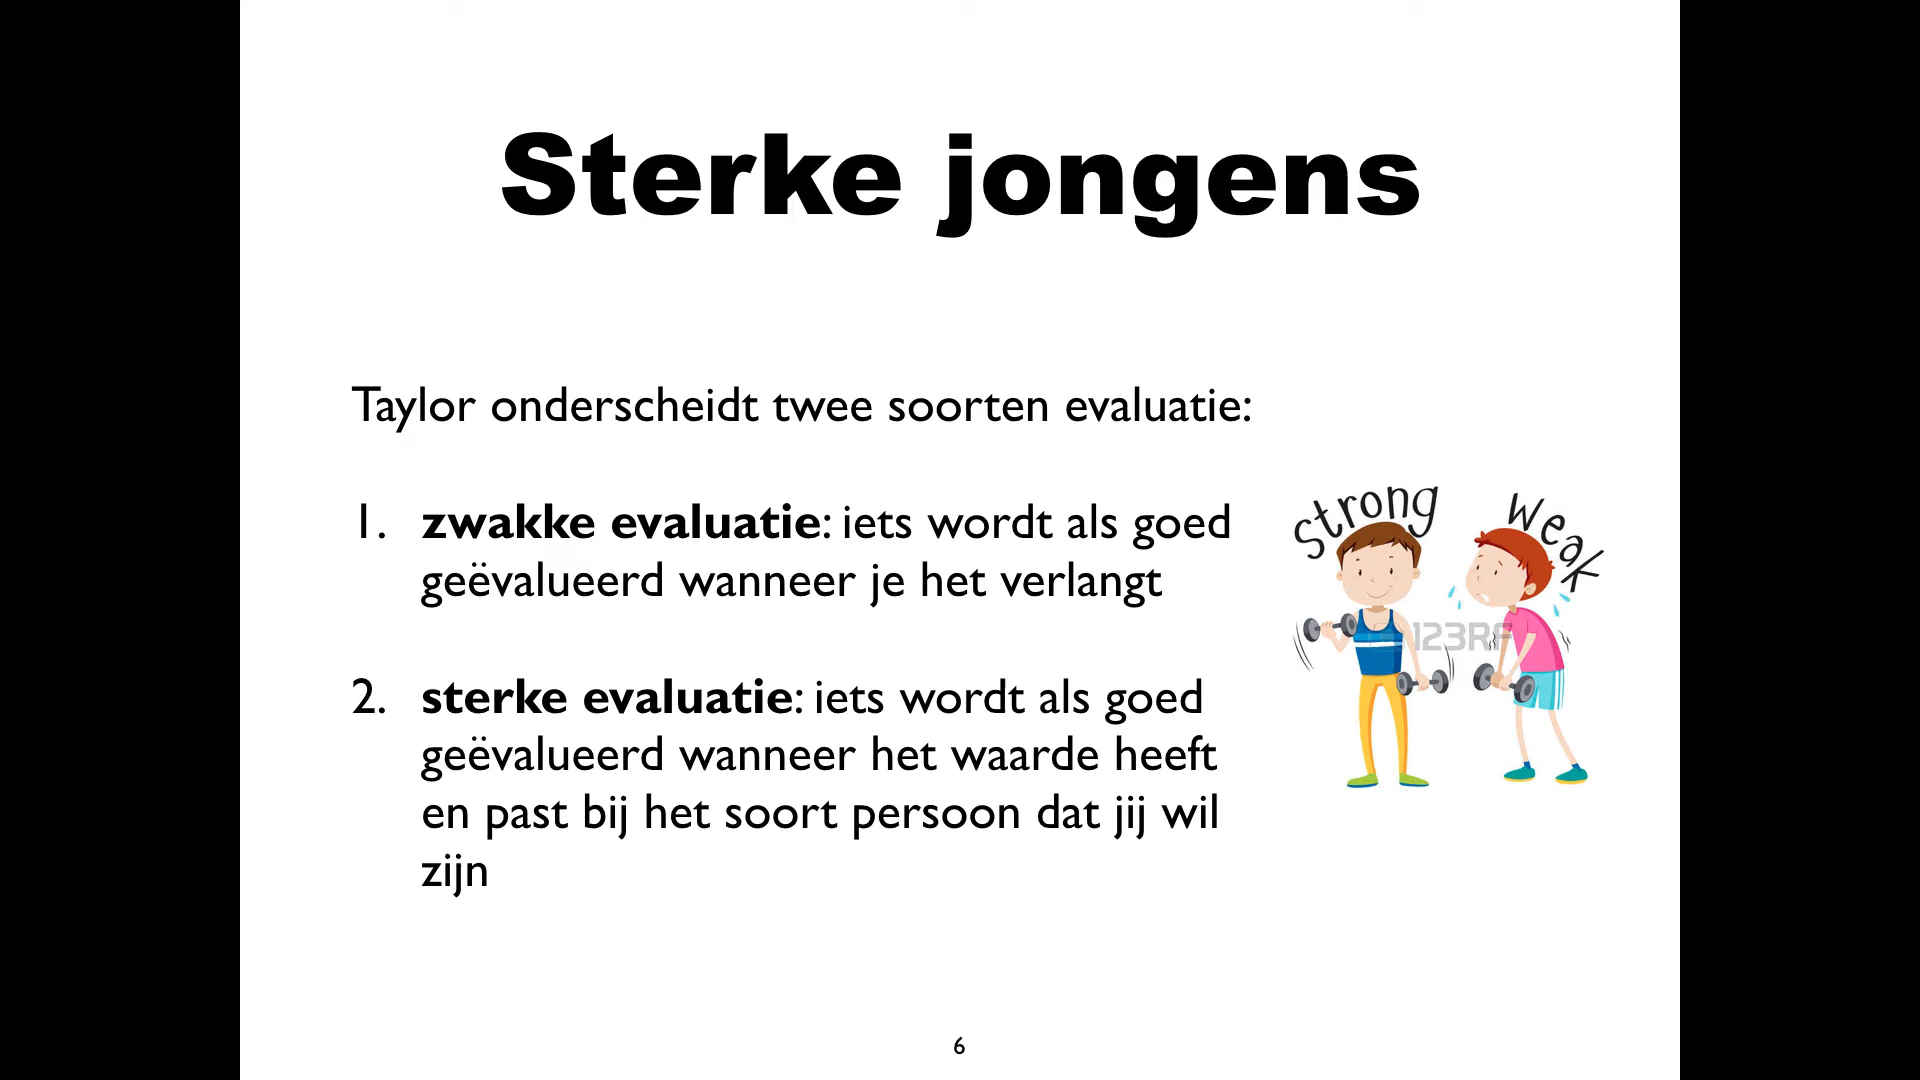 Sterke jongens
Taylor onderscheidt twee soorten evaluatie:
1. zwakke evaluatie: iets wordt als goed
geëvalueerd wanneer je het verlangt
2. sterke evaluatie: iets wordt als goed
geëvalueerd wanneer het waarde heeft
en past bij het soort persoon dat jij wil
zijn
Strong
Weak
123RF
6